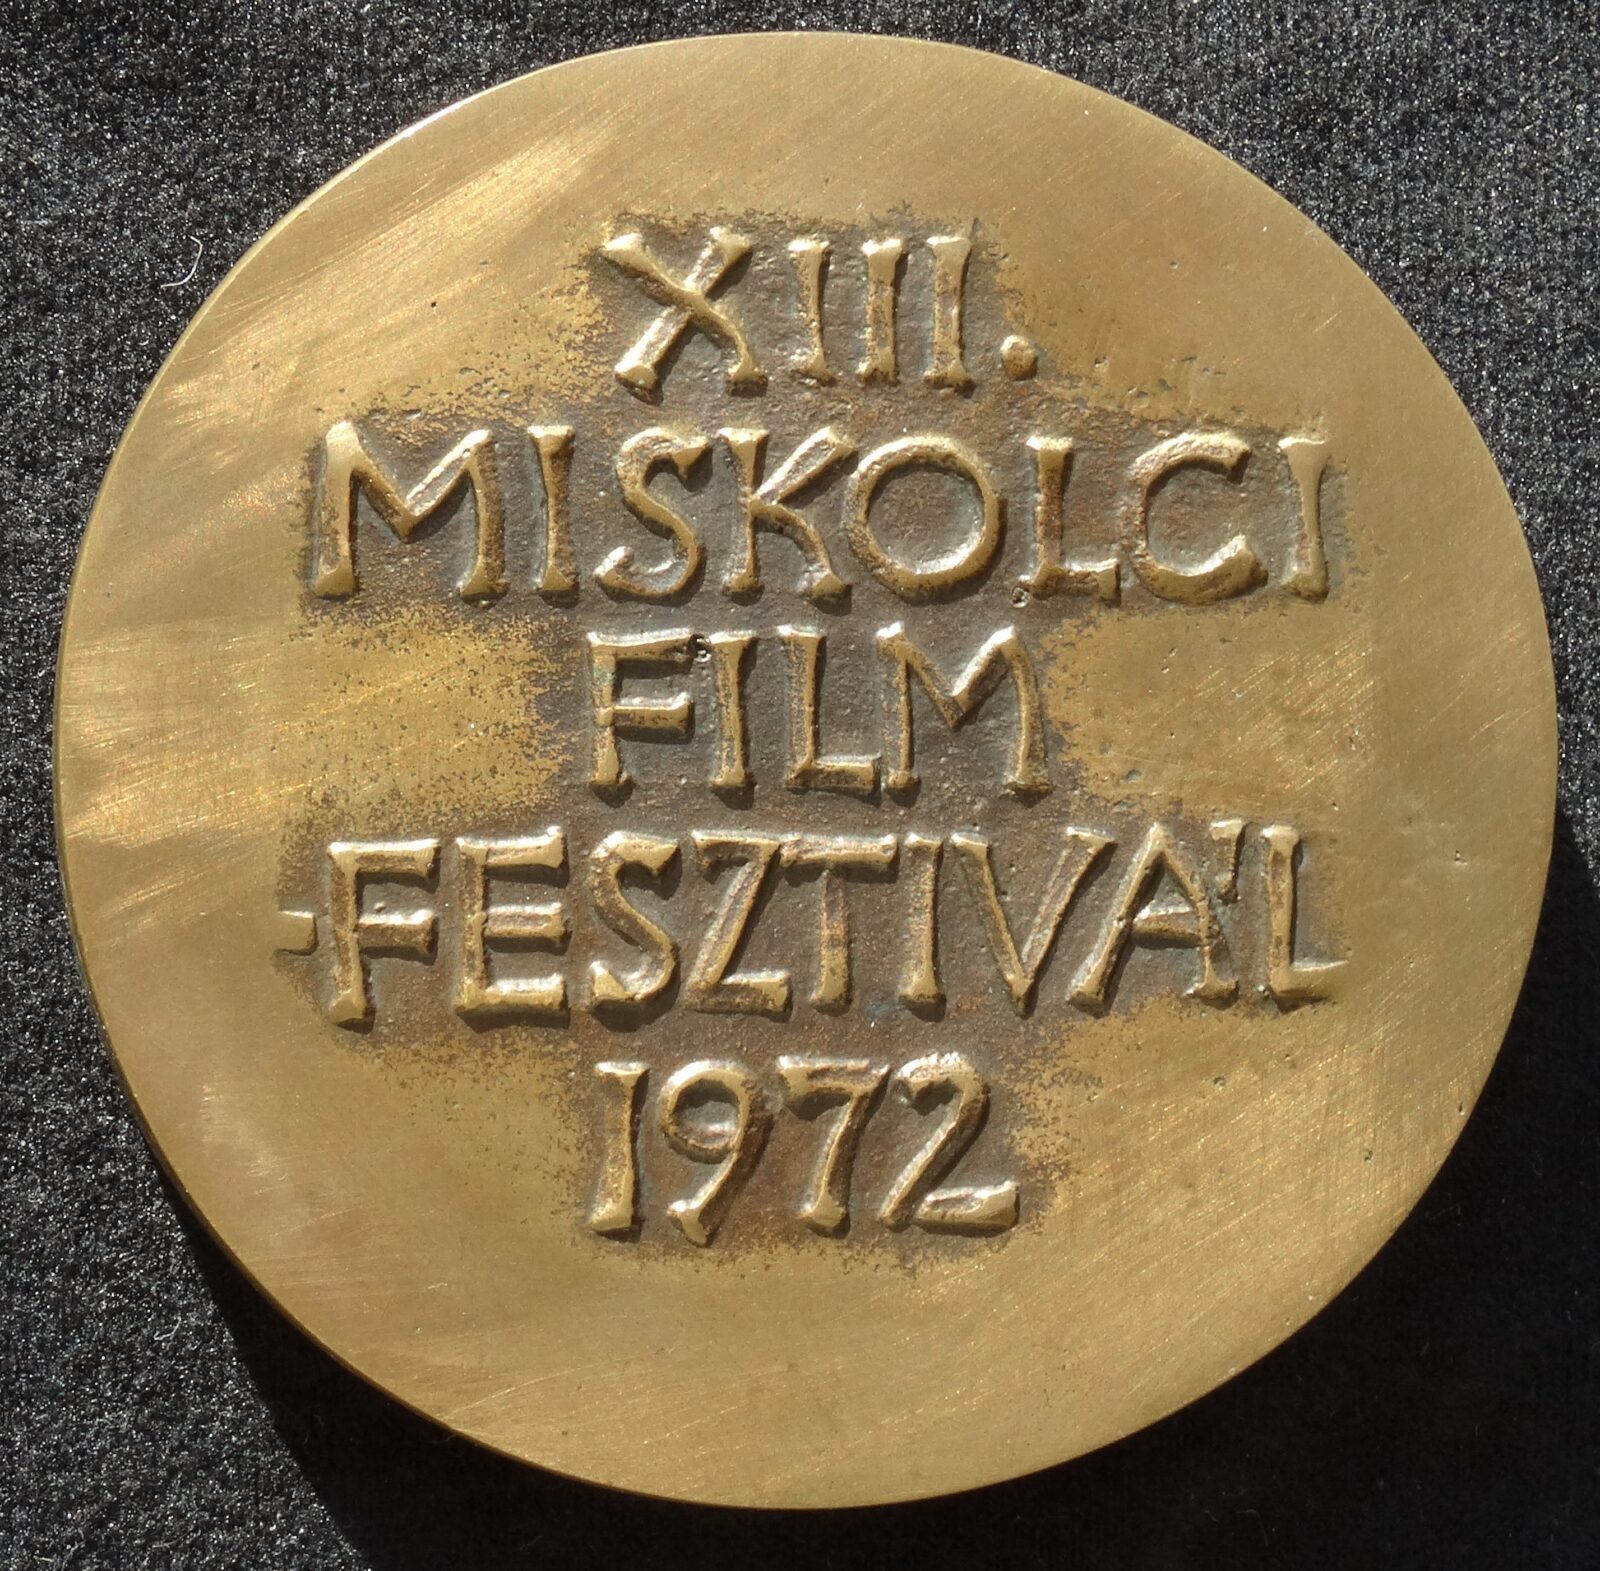 XIII.
MISKOLCI
FILM
-FESZTIVÁL
1972